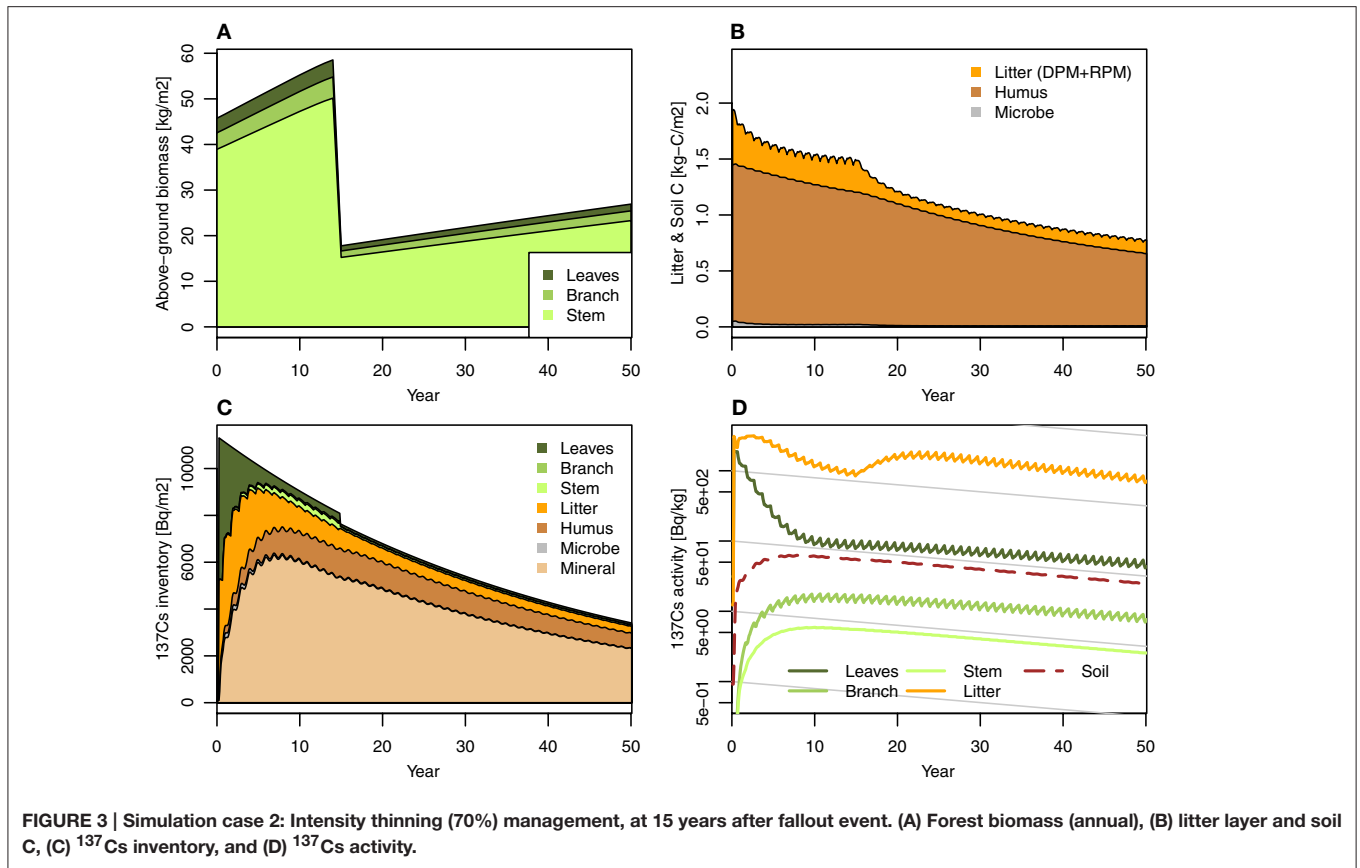 A
Above−ground biomass [kg/m2]
0 10 20 30 40 50 60
Leaves
Branch
Stem
0 10 20 30 40 50
Year
B
Litter & Soil C [kg−C/m2]
0.0 0.5 1.0 1.5 2.0
Litter (DPM+RPM)
Humus
Microbe
0 10 20 30 40 50
Year
C
137Cs inventory [Bq/m2]
0 2000 6000 10000
Leaves
Branch
Stem
Litter
Humus
Microbe
Mineral
0 10 20 30 40 50
Year
D
137Cs activity [Bq/kg]
5e−01 5e+00 5e+01 5e+02
Leaves Stem Soil
Branch Litter
0 10 20 30 40 50
Year
FIGURE 3 | Simulation case 2: Intensity thinning (70%) management, at 15 years after fallout event. (A) Forest biomass (annual), (B) litter layer and soil
C, (C) 137Cs inventory, and (D) 137Cs activity.